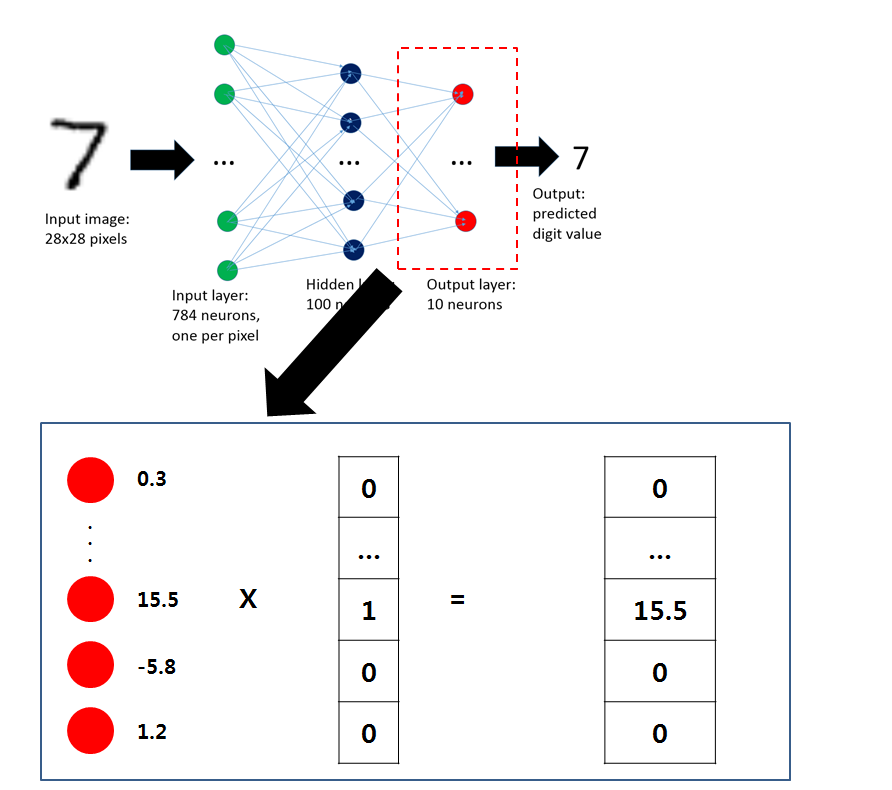 7
...
...
...
7
Input image:
28x28 pixels
Output:
predicted
digit value
Input layer:
784 neurons,
one per pixel
Hidden
100
Output layer:
10 neurons
0.3
.
.
.
15.5
-5.8
1.2
X
0
...
1
0
0
=
0
...
15.5
0
0